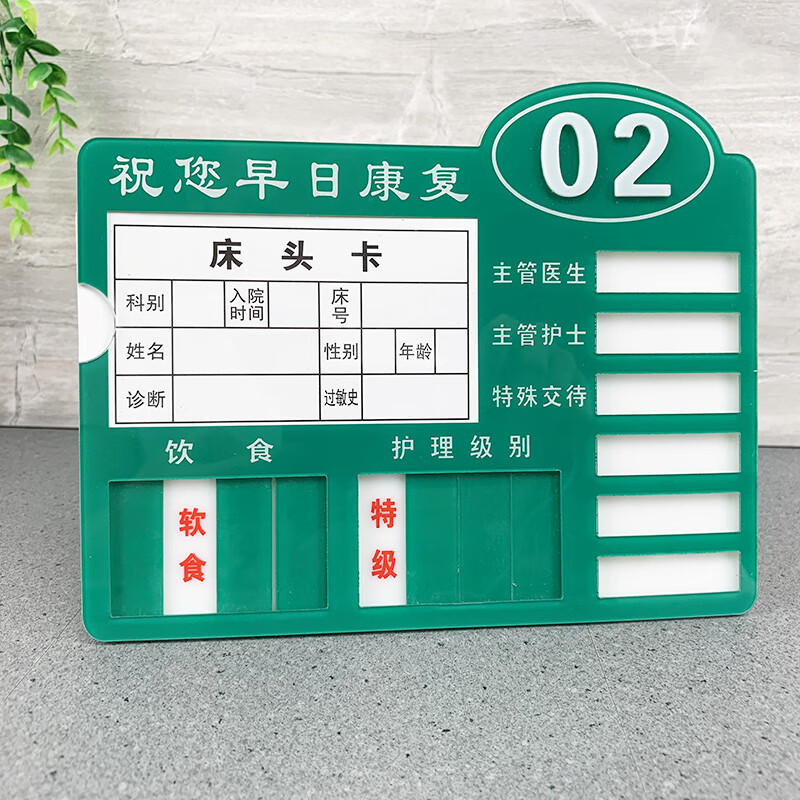 02
祝您早日康复
床头卡
科别 入院时间 床号
姓名 性别 年龄
诊断 过敏史
主管医生
主管护士
特殊交待
饮食 护理级别
软食 特级